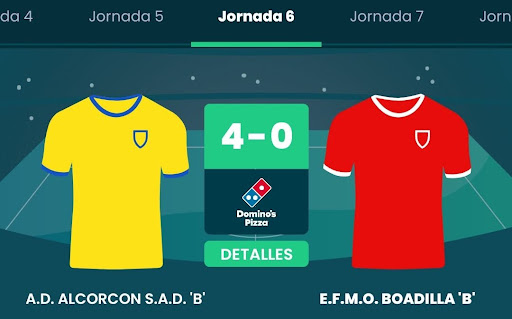 da 4 Jornada 5 Jornada 6 Jornada 7 Jorn
4-0
Domino's
Pizza
DETALLES
A.D. ALCORCON S.A.D. 'B' E.F.M.O. BOADILLA 'B'